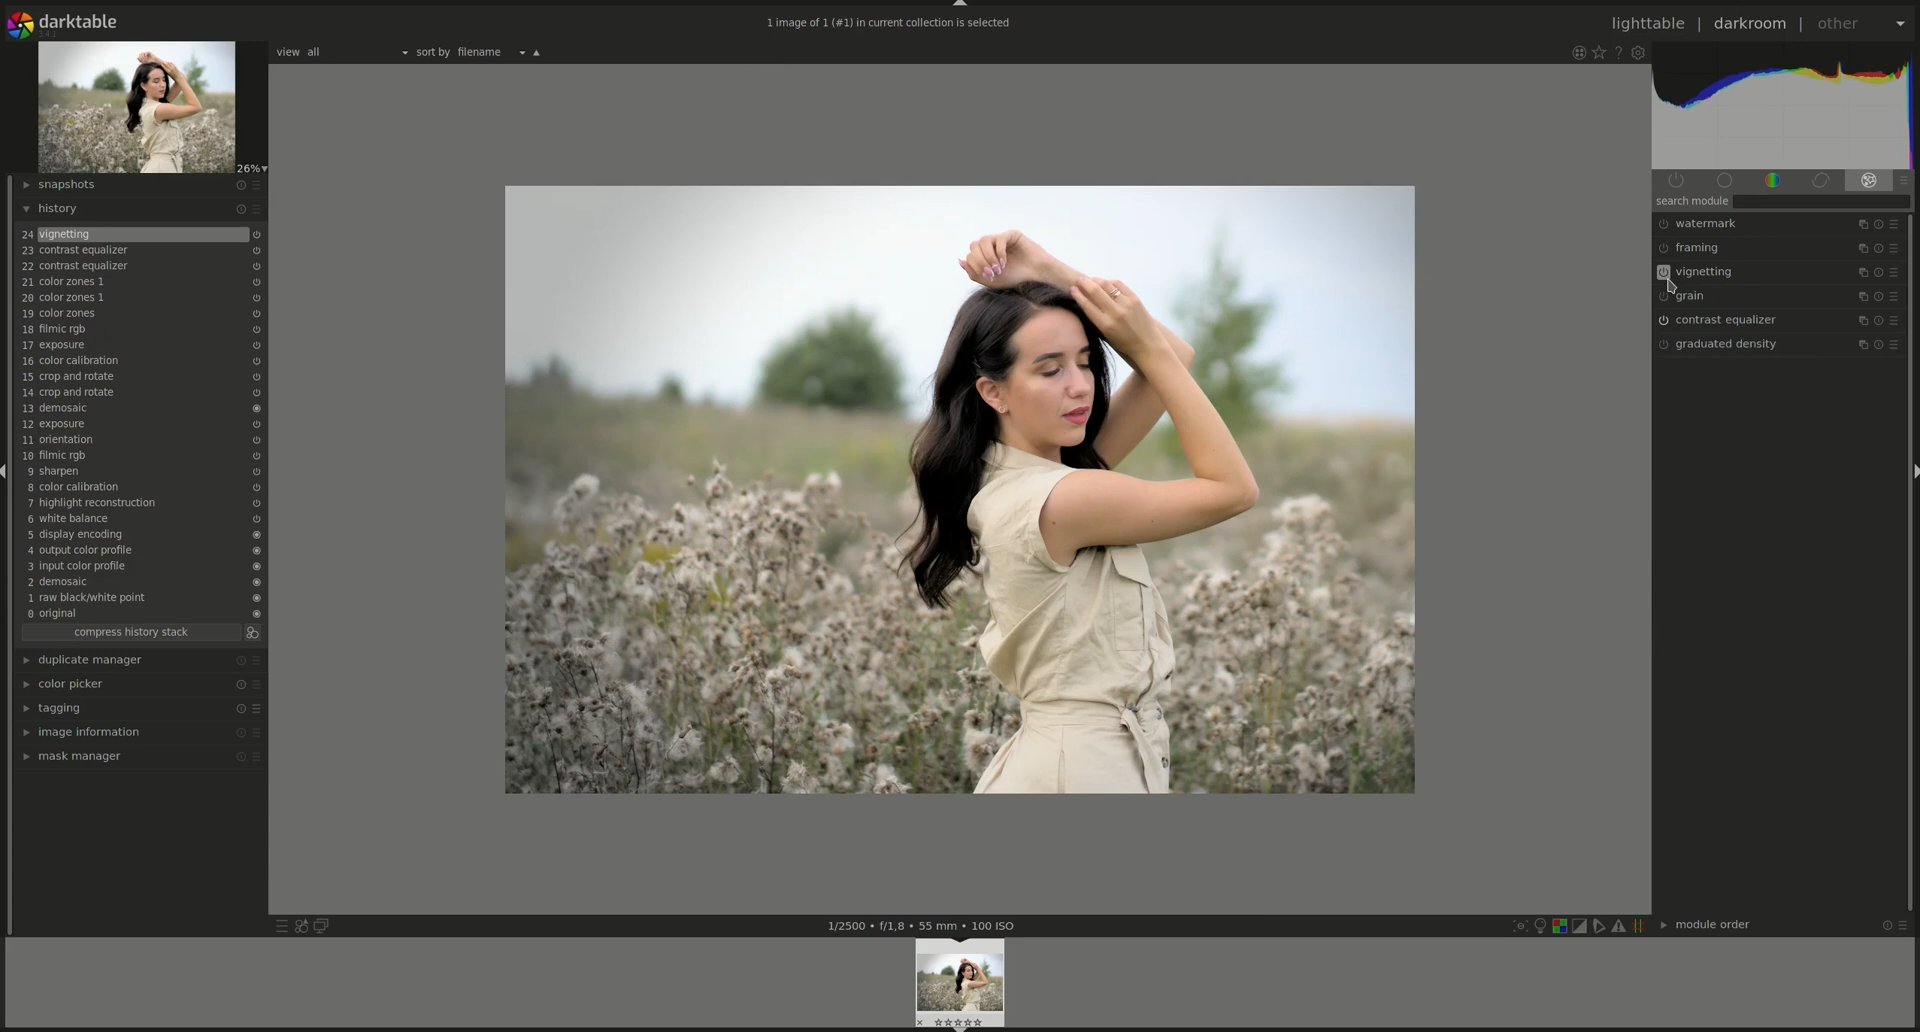 darktable
3.4.1
1 image of 1 (#1) in current collection is selected
lighttable | darkroom | other
view all sort by filename
?
26%
snapshots
history
24 vignetting
23 contrast equalizer
22 contrast equalizer
21 color zones 1
20 color zones 1
19 color zones
18 filmic rgb
17 exposure
16 color calibration
15 crop and rotate
14 crop and rotate
13 demosaic
12 exposure
11 orientation
10 filmic rgb
9 sharpen
8 color calibration
7 highlight reconstruction
6 white balance
5 display encoding
4 output color profile
3 input color profile
2 demosaic
1 raw black/white point
0 original
compress history stack
duplicate manager
color picker
tagging
image information
mask manager
search module
watermark
framing
vignetting
grain
contrast equalizer
graduated density
1/2500 • f/1,8 • 55 mm • 100 ISO
module order